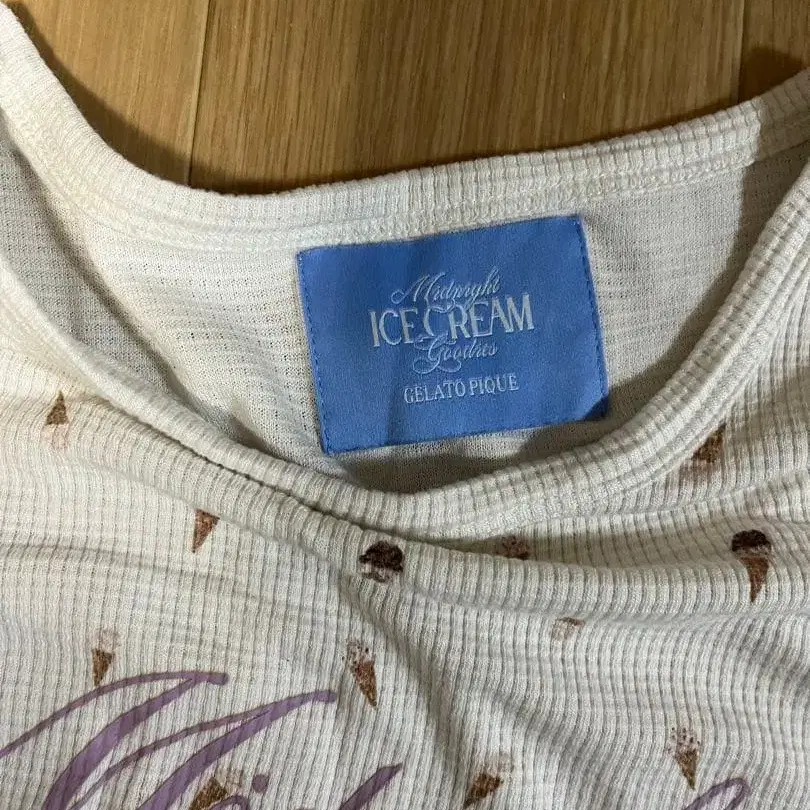 Midnight
ICE CREAM
Goodies
GELATO PIQUE